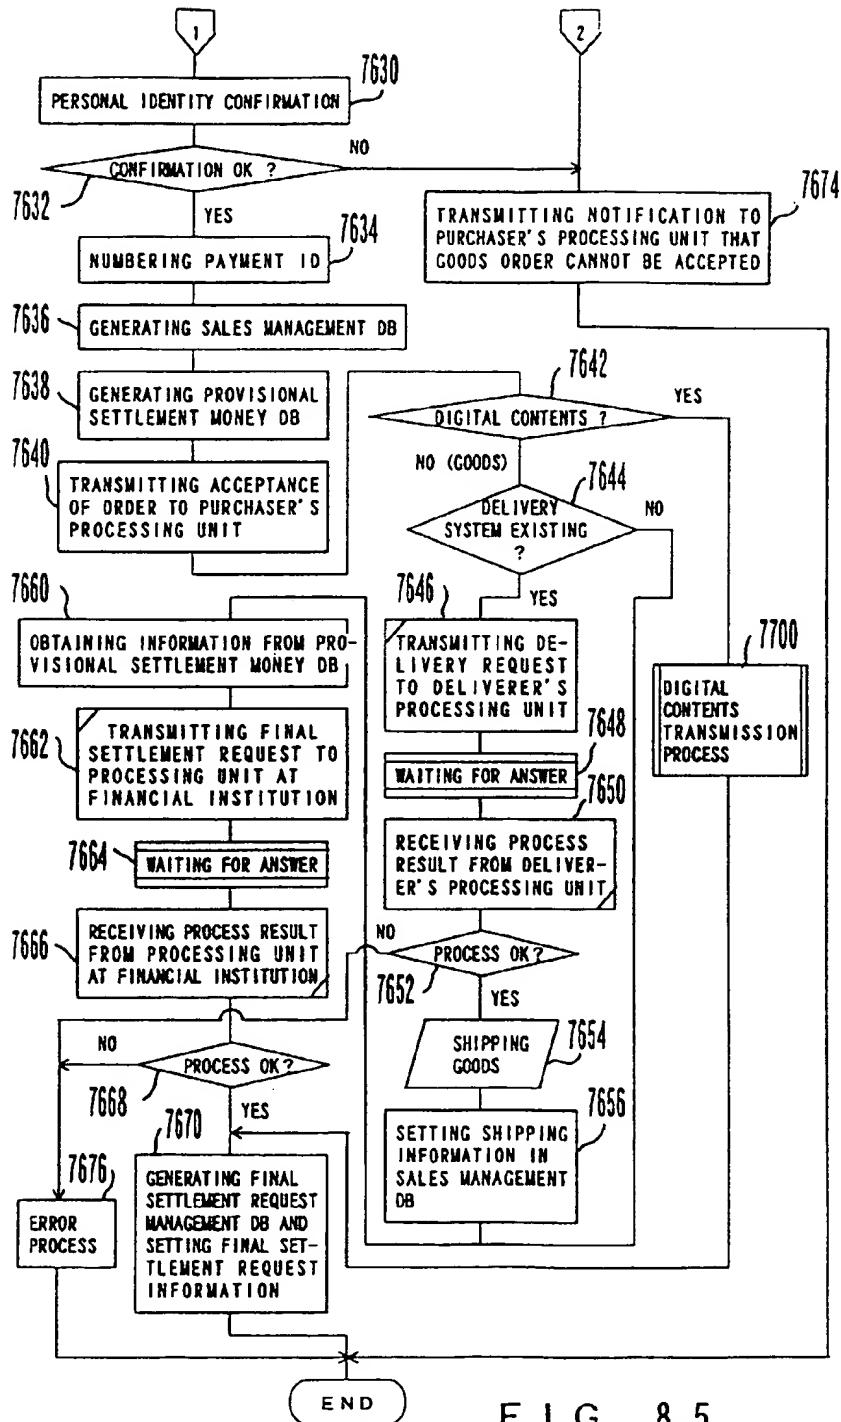 1
2
7630
PERSONAL IDENTITY CONFIRMATION
NO
CONFIRMATION OK ?
7632
YES
7634
NUMBERING PAYMENT ID
7674
TRANSMITTING NOTIFICATION TO
PURCHASER'S PROCESSING UNIT THAT
GOODS ORDER CANNOT BE ACCEPTED
7636
GENERATING SALES MANAGEMENT DB
7638
GENERATING PROVISIONAL
SETTLEMENT MONEY DB
7640
TRANSMITTING ACCEPTANCE
OF ORDER TO PURCHASER'S
PROCESSING UNIT
7642
DIGITAL CONTENTS ?
YES
NO (GOODS)
7644
DELIVERY
SYSTEM EXISTING
?
NO
YES
7660
OBTAINING INFORMATION FROM PRO-
VISIONAL SETTLEMENT MONEY DB
7646
TRANSMITTING DE-
LIVERY REQUEST
TO DELIVERER'S
PROCESSING UNIT
7700
DIGITAL
CONTENTS
TRANSMISSION
PROCESS
7662
TRANSMITTING FINAL
SETTLEMENT REQUEST TO
PROCESSING UNIT AT
FINANCIAL INSTITUTION
7648
WAITING FOR ANSWER
7650
RECEIVING PROCESS
RESULT FROM DELIVER-
ER'S PROCESSING UNIT
7664
WAITING FOR ANSWER
7666
RECEIVING PROCESS RESULT
FROM PROCESSING UNIT
AT FINANCIAL INSTITUTION
NO
PROCESS OK?
7652
YES
SHIPPING
GOODS
7654
NO
PROCESS OK?
7668
YES
7656
SETTING SHIPPING
INFORMATION IN
SALES MANAGEMENT
DB
7670
GENERATING FINAL
SETTLEMENT REQUEST
MANAGEMENT DB AND
SETTING FINAL SET-
TLEMENT REQUEST
INFORMATION
7676
ERROR
PROCESS
END
FIG. 85